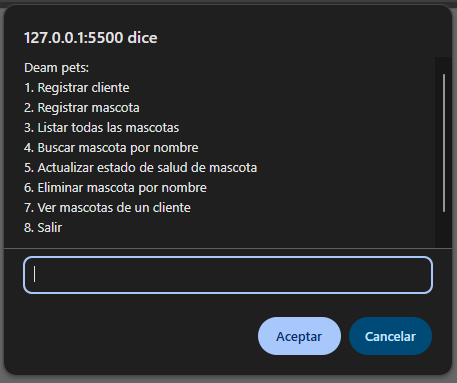 127.0.0.1:5500 dice
Deam pets:
1. Registrar cliente
2. Registrar mascota
3. Listar todas las mascotas
4. Buscar mascota por nombre
5. Actualizar estado de salud de mascota
6. Eliminar mascota por nombre
7. Ver mascotas de un cliente
8. Salir
Aceptar
Cancelar